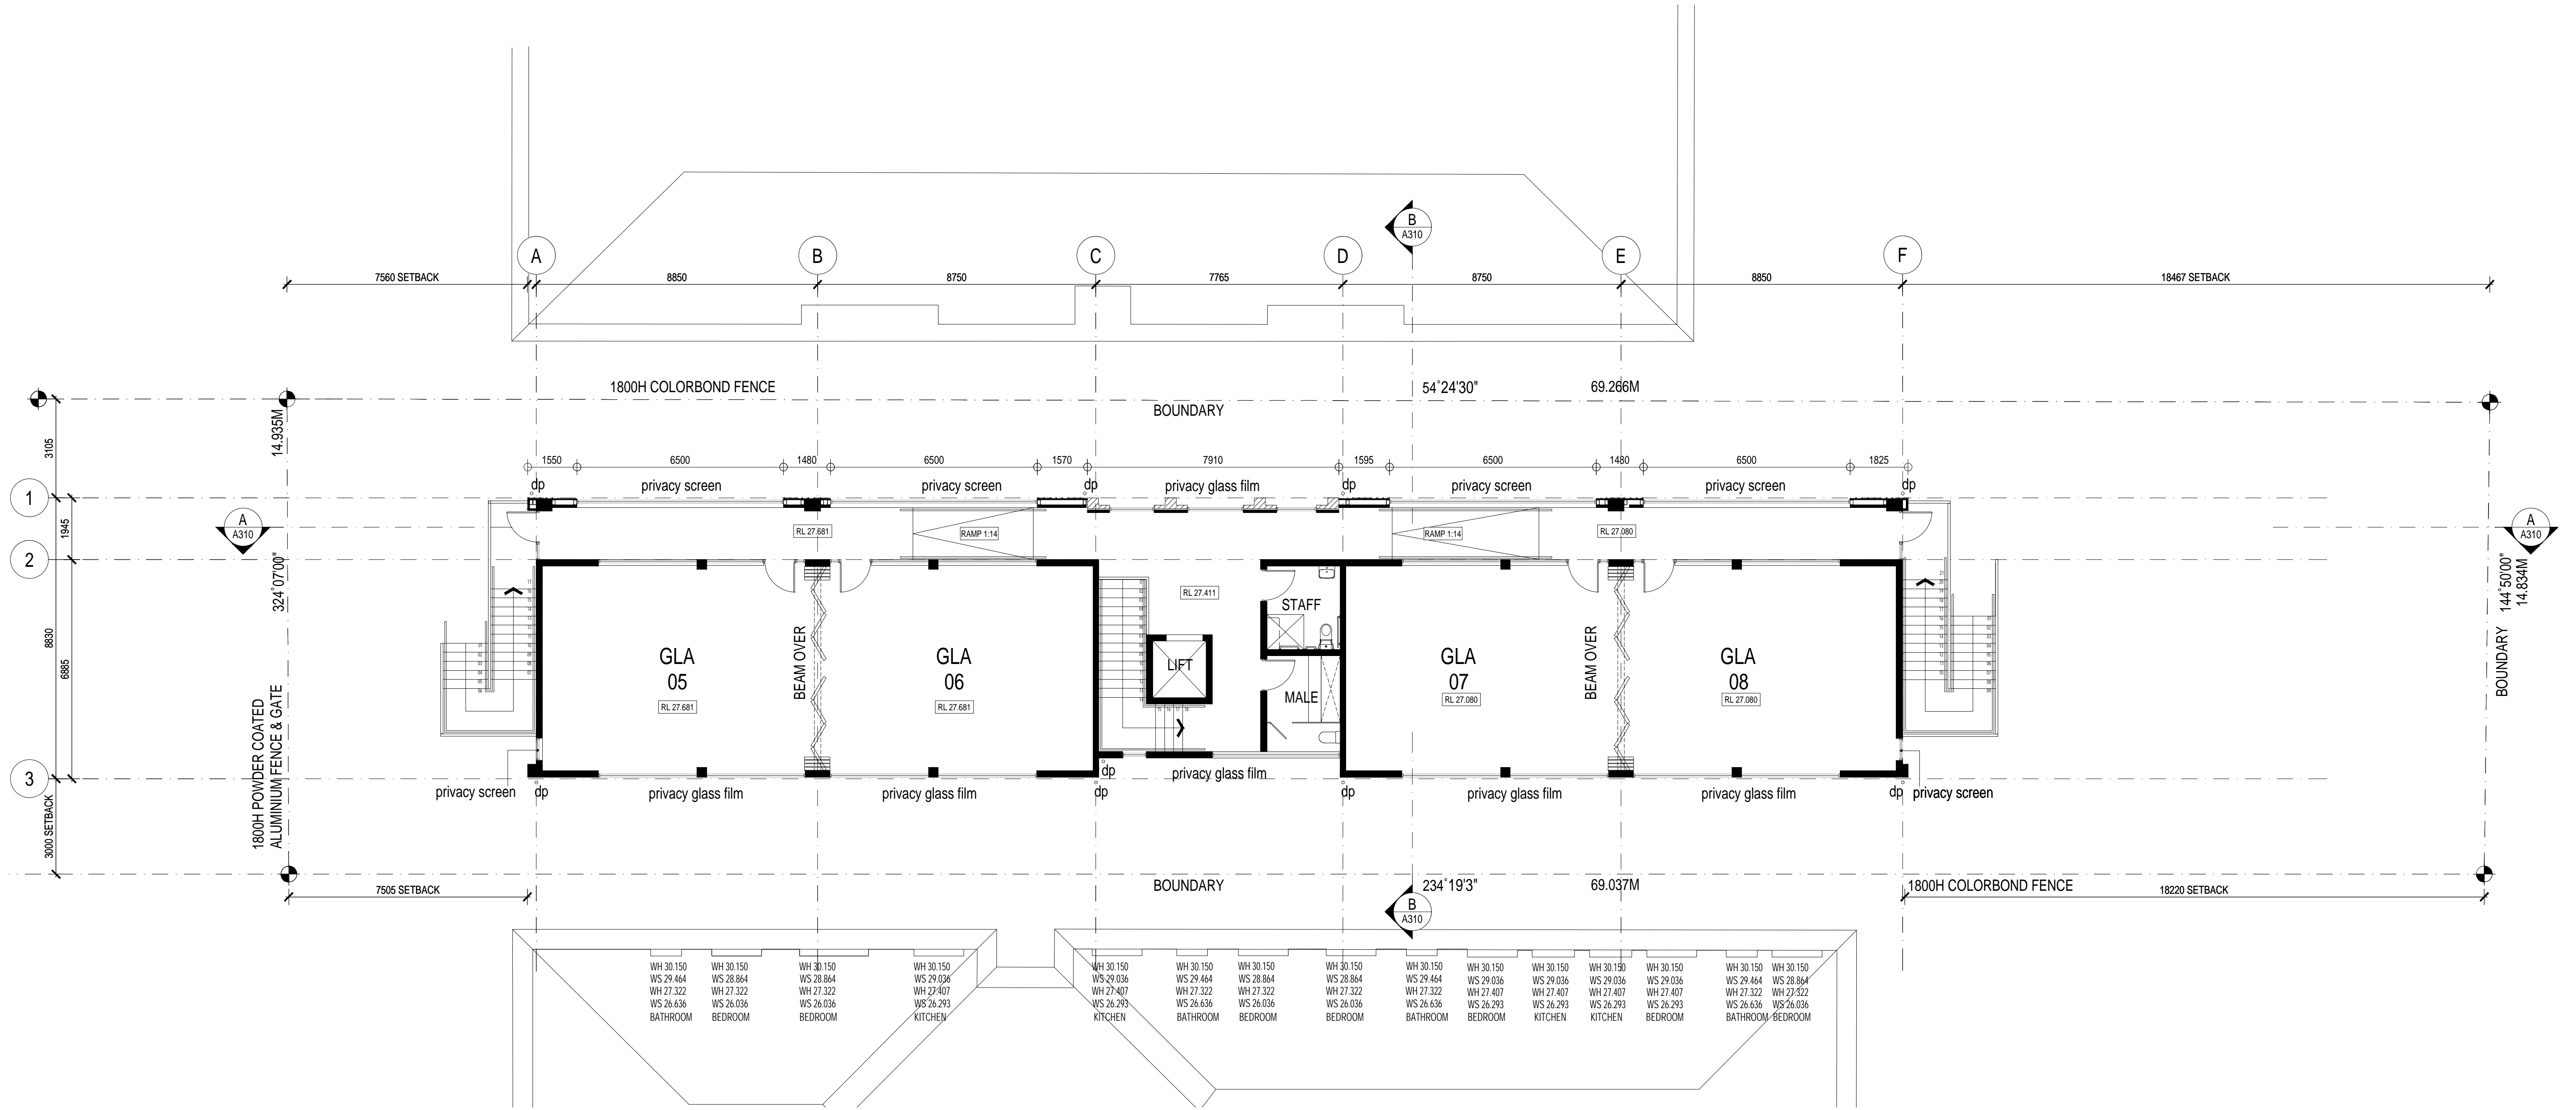 B
A310
A
B
C
D
E
F
7560 SETBACK
8850
8750
7765
8750
8850
18467 SETBACK
1800H COLORBOND FENCE
54°24'30"
69.266M
BOUNDARY
14.935M
3105
1550
6500
1480
6500
1570
7910
1595
6500
1480
6500
1825
dp
privacy screen
privacy screen
dp
privacy glass film
dp
privacy screen
privacy screen
dp
1
A
A310
1945
RL 27.681
RAMP 1:14
RAMP 1:14
RL 27.080
A
A310
2
324°07'00"
144°50'00"
14.834M
RL 27.411
STAFF
8830
6885
GLA
05
RL 27.681
BEAM OVER
GLA
06
RL 27.681
LIFT
MALE
GLA
07
RL 27.080
BEAM OVER
GLA
08
RL 27.080
BOUNDARY
1800H POWDER COATED
ALUMINIUM FENCE & GATE
3
dp
privacy glass film
privacy screen
dp
privacy glass film
privacy glass film
dp
dp
privacy glass film
privacy glass film
dp
privacy screen
3000 SETBACK
7505 SETBACK
BOUNDARY
234°19'3"
69.037M
1800H COLORBOND FENCE
18220 SETBACK
B
A310
WH 30.150
WS 29.464
WH 27.322
WS 26.636
BATHROOM
WH 30.150
WS 28.864
WH 27.322
WS 26.036
BEDROOM
WH 30.150
WS 28.864
WH 27.322
WS 26.036
BEDROOM
WH 30.150
WS 29.036
WH 27.407
WS 26.293
KITCHEN
WH 30.150
WS 29.036
WH 27.407
WS 26.293
KITCHEN
WH 30.150
WS 29.464
WH 27.322
WS 26.636
BATHROOM
WH 30.150
WS 28.864
WH 27.322
WS 26.036
BEDROOM
WH 30.150
WS 28.864
WH 27.322
WS 26.036
BEDROOM
WH 30.150
WS 29.464
WH 27.322
WS 26.636
BATHROOM
WH 30.150
WS 29.036
WH 27.407
WS 26.293
BEDROOM
WH 30.150
WS 29.036
WH 27.407
WS 26.293
KITCHEN
WH 30.150
WS 29.036
WH 27.407
WS 26.293
KITCHEN
WH 30.150
WS 29.036
WH 27.407
WS 26.293
BEDROOM
WH 30.150
WS 29.464
WH 27.322
WS 26.636
BATHROOM
WH 30.150
WS 28.864
WH 27.322
WS 26.036
BEDROOM